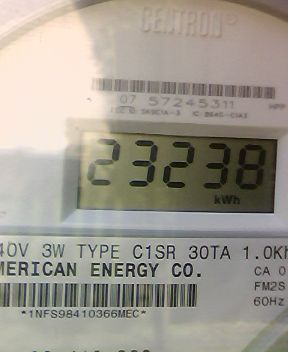 CENTRON®
07 57245311
23238
kWh
40V 3W TYPE C1SR 30TA 1.0Kh
MERICAN ENERGY CO.
CA 0
FM2S
60Hz
*1NFS98410366MEC*